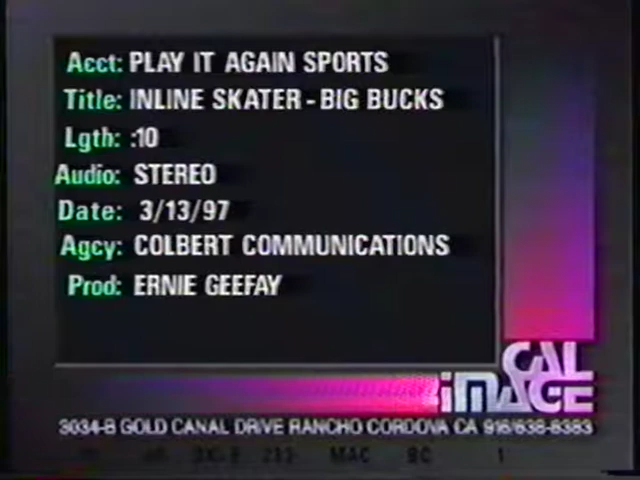 Acct: PLAY IT AGAIN SPORTS
Title: INLINE SKATER - BIG BUCKS
Lgth: :10
Audio: STEREO
Date: 3/13/97
Agcy: COLBERT COMMUNICATIONS
Prod: ERNIE GEEFAY
CAL
IMAGE
3034-B GOLD CANAL DRIVE RANCHO CORDOVA CA 916/638-8383
MAC